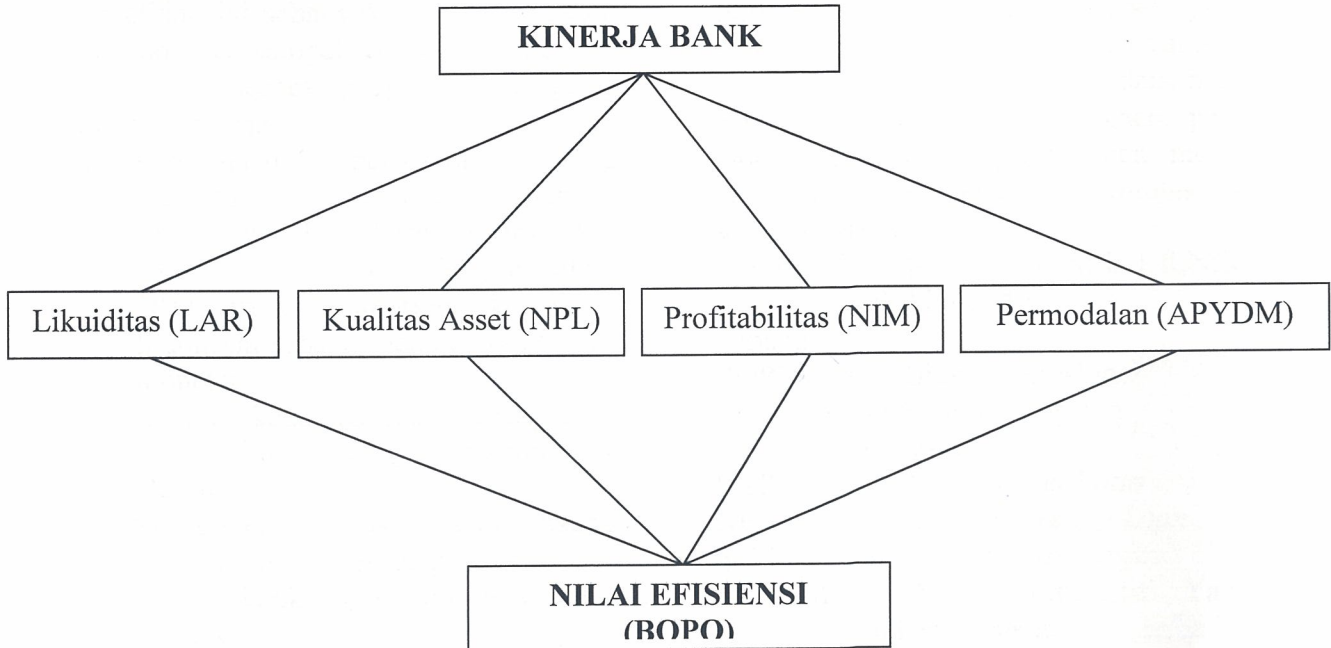 KINERJA BANK
Likuiditas (LAR)
Kualitas Asset (NPL)
Profitabilitas (NIM)
Permodalan (APYDM)
NILAI EFISIENSI
(BOPO)